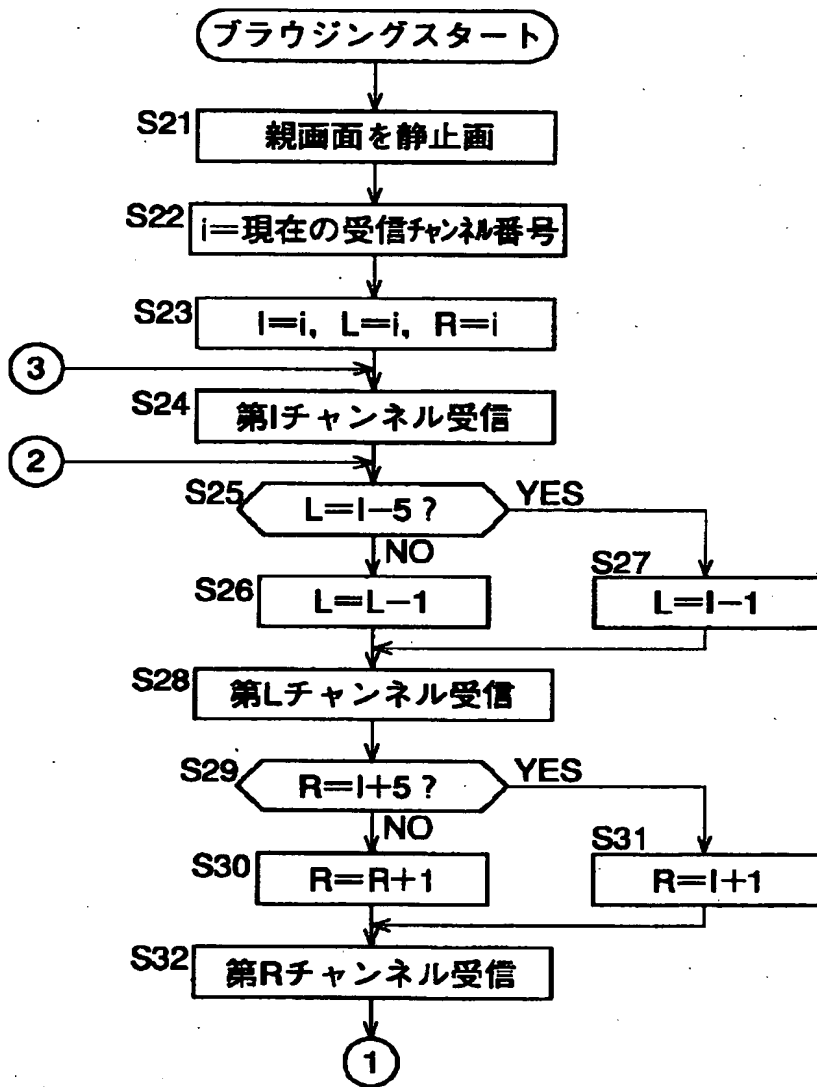 ブラウジングスタート
S21
親画面を静止画
S22
i=現在の受信チャンネル番号
S23
I=i, L=i, R=i
3
S24
第Iチャンネル受信
2
S25
L=I-5?
YES
NO
S26
L=L-1
S27
L=I-1
S28
第Lチャンネル受信
S29
R=I+5?
YES
NO
S30
R=R+1
S31
R=I+1
S32
第Rチャンネル受信
1